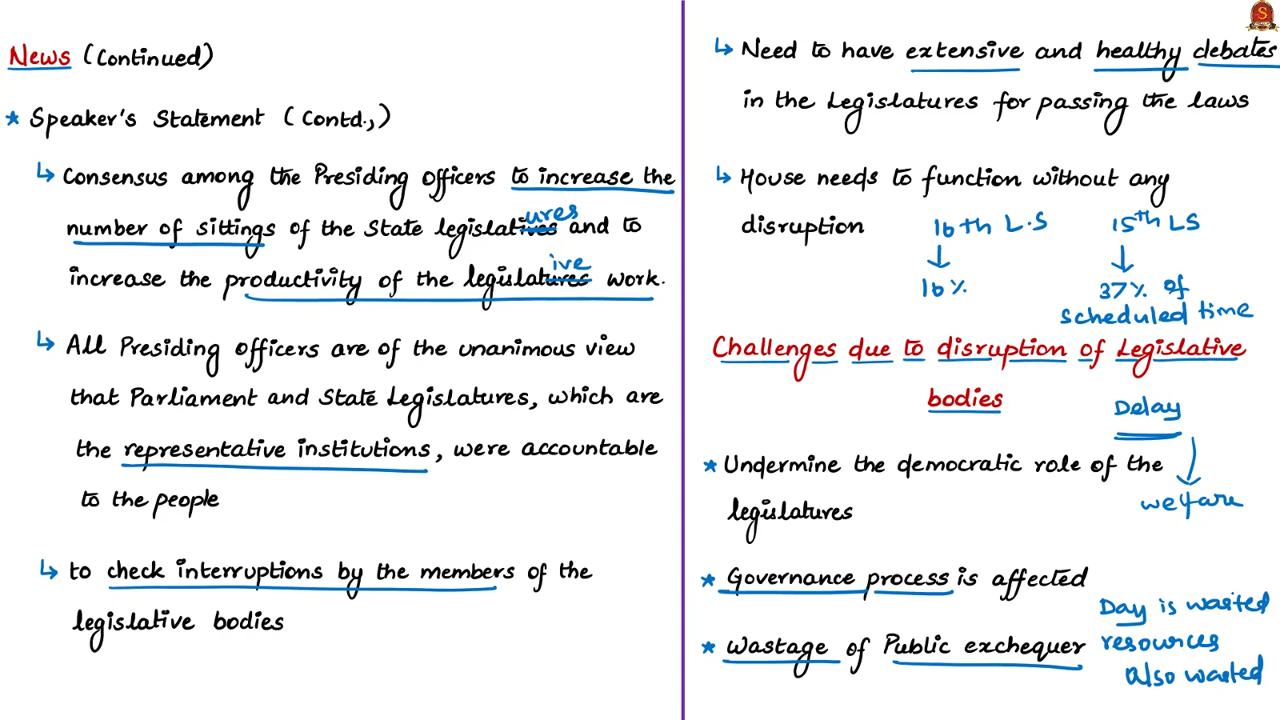 News (Continued)
* Speaker's Statement (Contd.,)
↳ Consensus among the Presiding officers to increase the
number of sittings of the State legislatives ures and to
increase the productivity of the legislatures ive work.
↳ All Presiding officers are of the unanimous view
that Parliament and State Legislatures, which are
the representative institutions, were accountable
to the people
↳ to check interruptions by the members of the
legislative bodies
↳ Need to have extensive and healthy debates
in the Legislatures for passing the laws
↳ House needs to function without any
disruption
16th L.S 15th LS
↓ ↓
16% 37% of
scheduled time
Challenges due to disruption of Legislative
bodies
Delay
welfare
* Undermine the democratic role of the
legislatures
* Governance process is affected
* Wastage of Public exchequer
Day is wasted
resources
also wasted
S